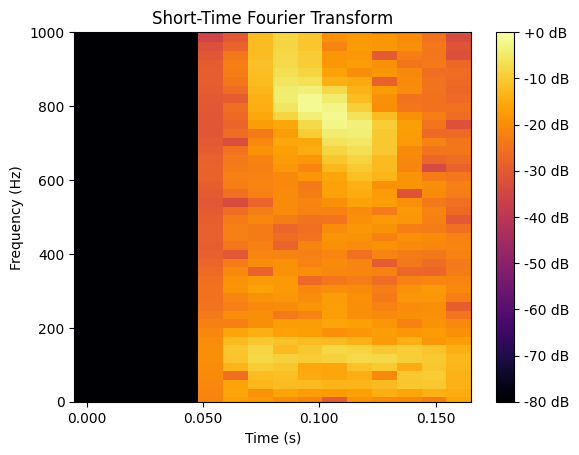 Short-Time Fourier Transform
1000
800
600
400
200
0
Frequency (Hz)
0.000
0.050
0.100
0.150
Time (s)
+0 dB
-10 dB
-20 dB
-30 dB
-40 dB
-50 dB
-60 dB
-70 dB
-80 dB